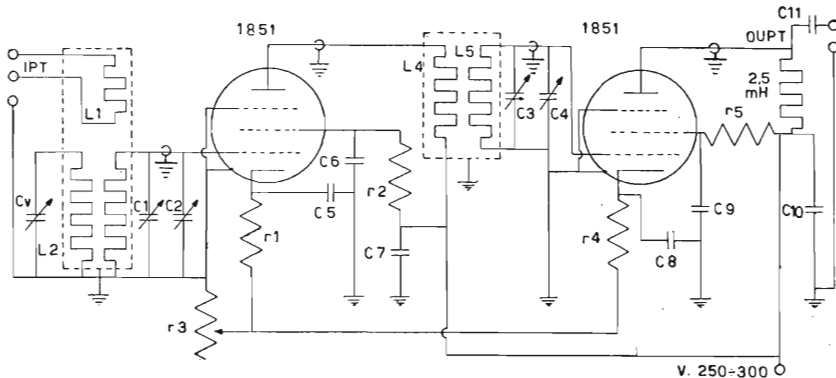 C11
1851
1851
OUPT
IPT
L5
L4
2,5
mH
L1
C3
C4
r5
C6
r2
Cv
C1
C2
C5
C9
C10
L2
r1
C7
r4
C8
r3
V. 250÷300